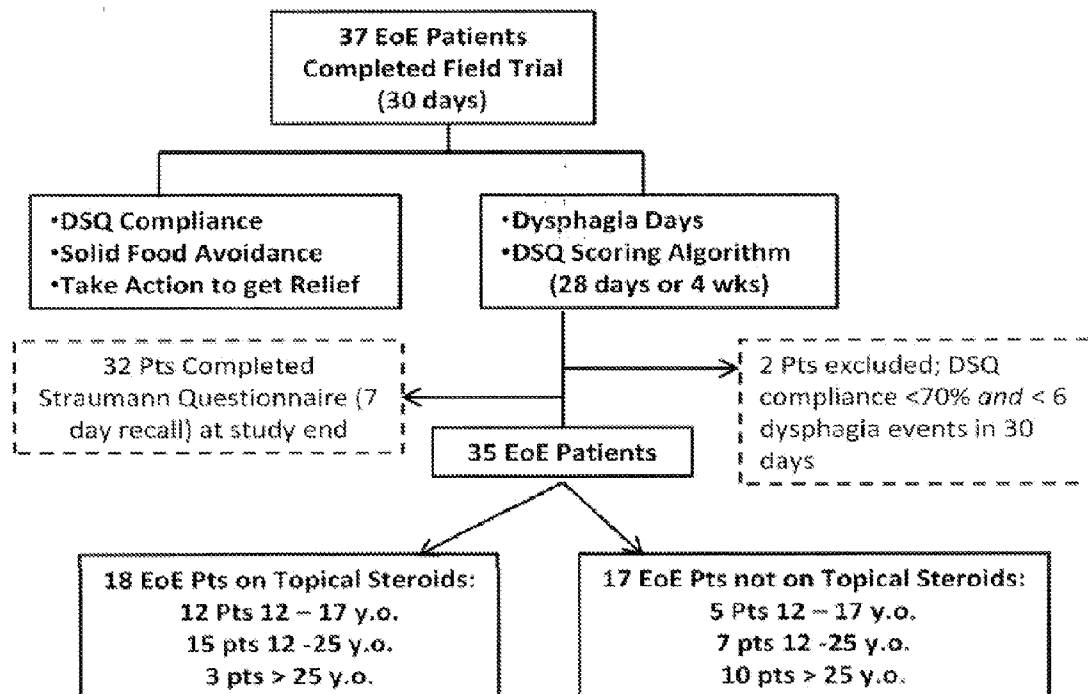 37 EoE Patients
Completed Field Trial
(30 days)
•DSQ Compliance
•Solid Food Avoidance
•Take Action to get Relief
•Dysphagia Days
•DSQ Scoring Algorithm
(28 days or 4 wks)
32 Pts Completed
Straumann Questionnaire (7
day recall) at study end
2 Pts excluded; DSQ
compliance <70% and < 6
dysphagia events in 30
days
35 EoE Patients
18 EoE Pts on Topical Steroids:
12 Pts 12 – 17 y.o.
15 pts 12 -25 y.o.
3 pts > 25 y.o.
17 EoE Pts not on Topical Steroids:
5 Pts 12 – 17 y.o.
7 pts 12 -25 y.o.
10 pts > 25 y.o.